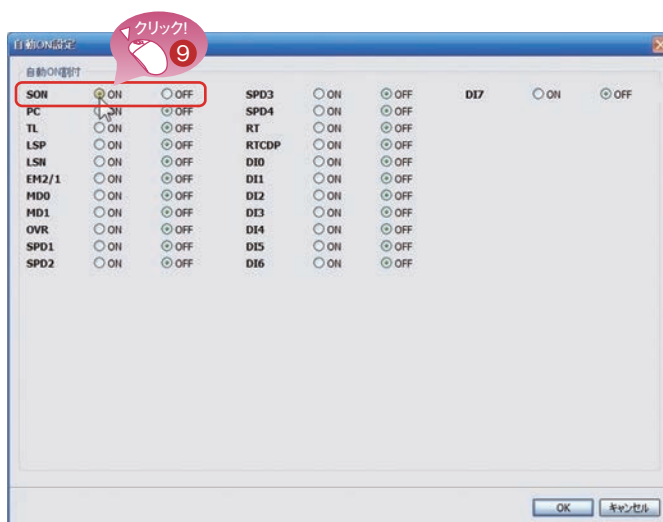 自動ON設定
クリック!
9
自動ON割付
SON ON OFF SPD3 ON OFF DI7 ON OFF
PC ON OFF SPD4 ON OFF
TL ON OFF RT ON OFF
LSP ON OFF RTCDP ON OFF
LSN ON OFF DI0 ON OFF
EM2/1 ON OFF DI1 ON OFF
MD0 ON OFF DI2 ON OFF
MD1 ON OFF DI3 ON OFF
OVR ON OFF DI4 ON OFF
SPD1 ON OFF DI5 ON OFF
SPD2 ON OFF DI6 ON OFF
OK キャンセル